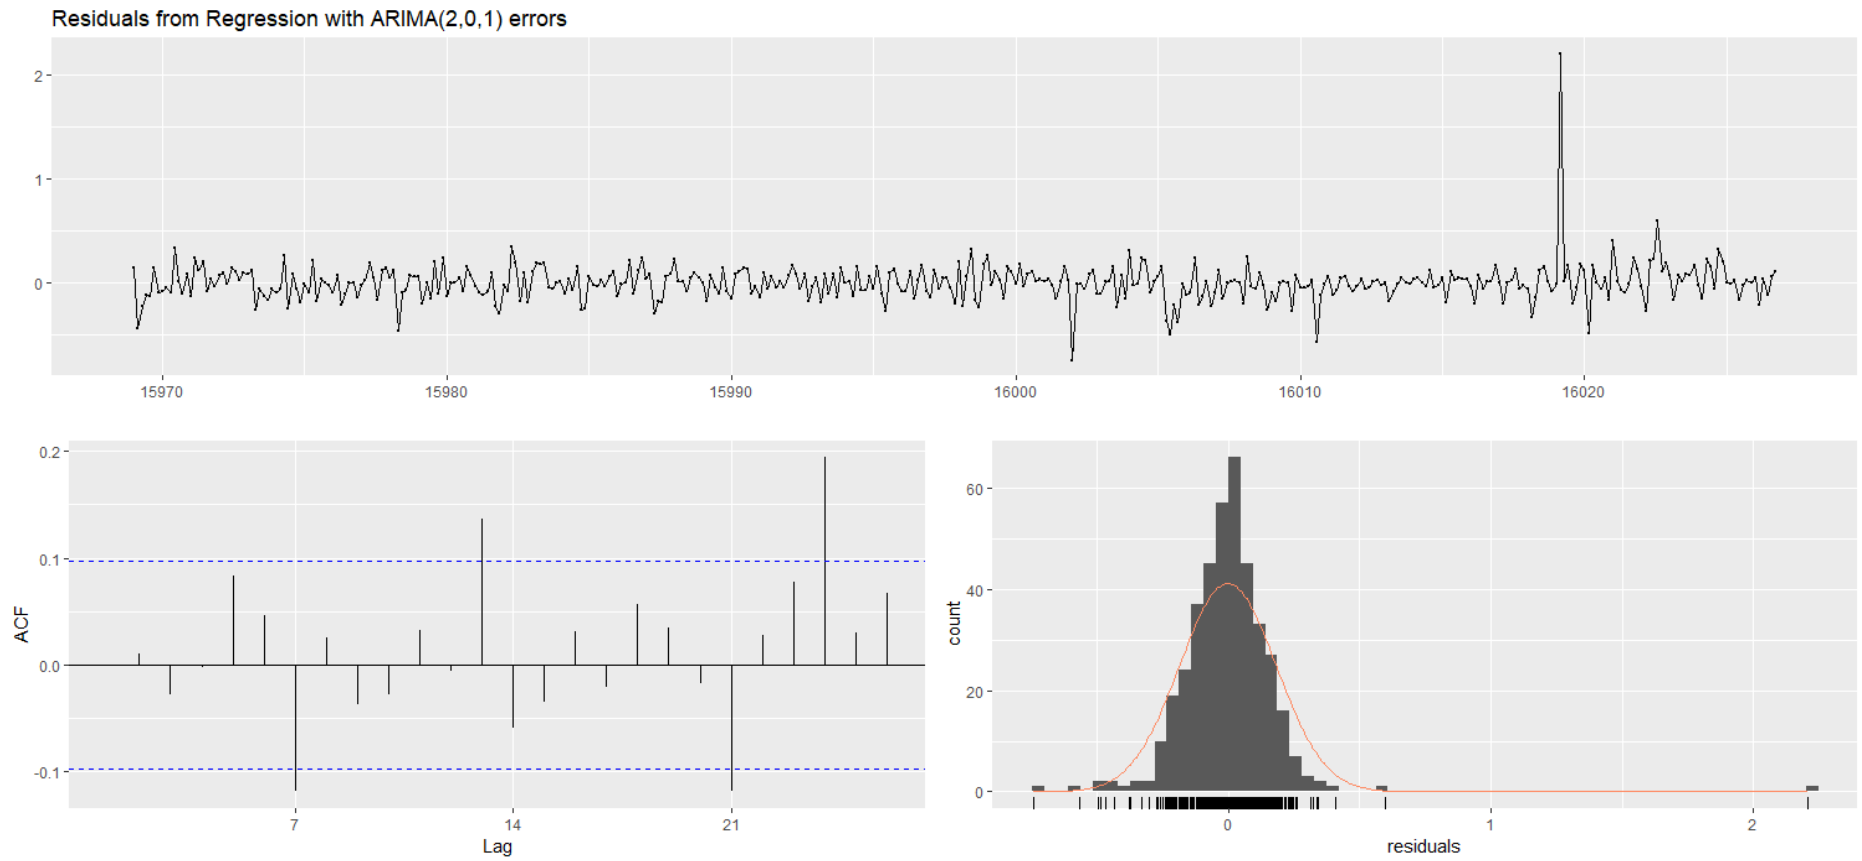 Residuals from Regression with ARIMA(2,0,1) errors
2
1
0
15970 15980 15990 16000 16010 16020
0.2
0.1
0.0
-0.1
ACF
7 14 21
Lag
60
40
20
0
count
0 1 2
residuals